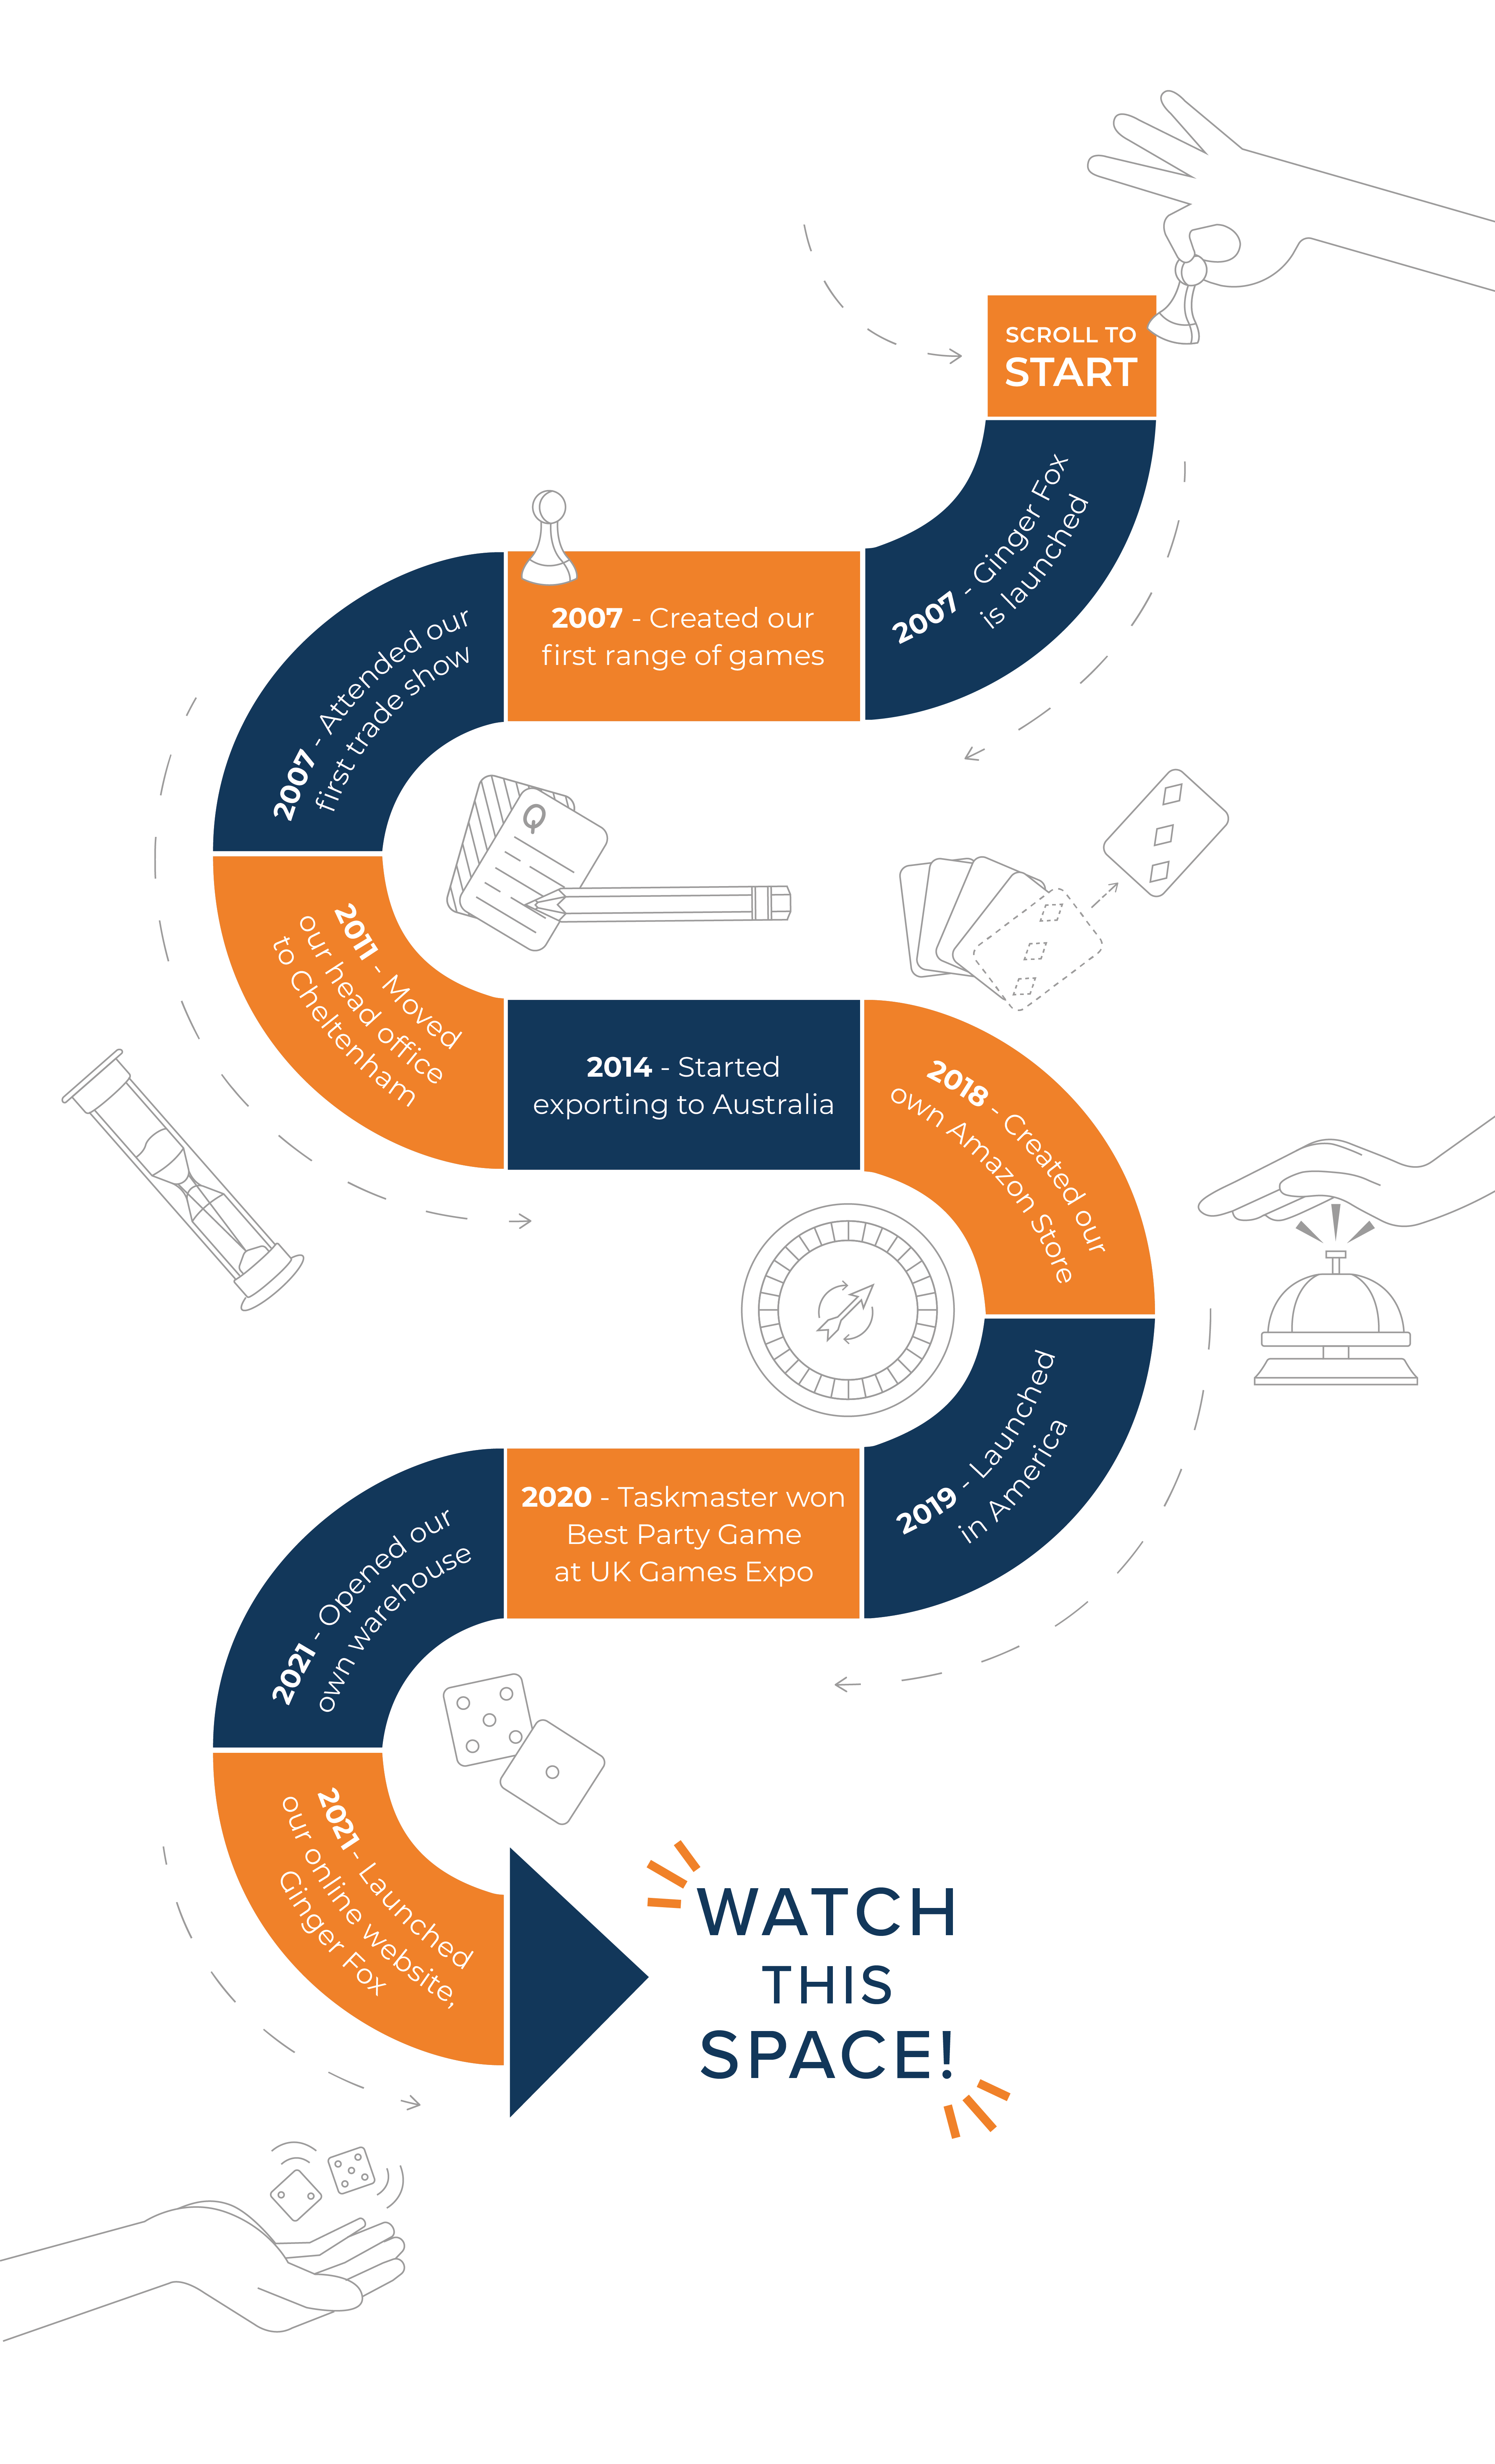 SCROLL TO
START
2007 - Ginger Fox
is launched
2007 - Created our
first range of games
2007 - Attended our
first trade show
Q
2011 - Moved
our head office
to Cheltenham
2014 - Started
exporting to Australia
2018 - Created our
own Amazon Store
2019 - Launched
in America
2020 - Taskmaster won
Best Party Game
at UK Games Expo
2021 - Opened our
own warehouse
2021 - Launched
our online website,
Ginger Fox
WATCH
THIS
SPACE!